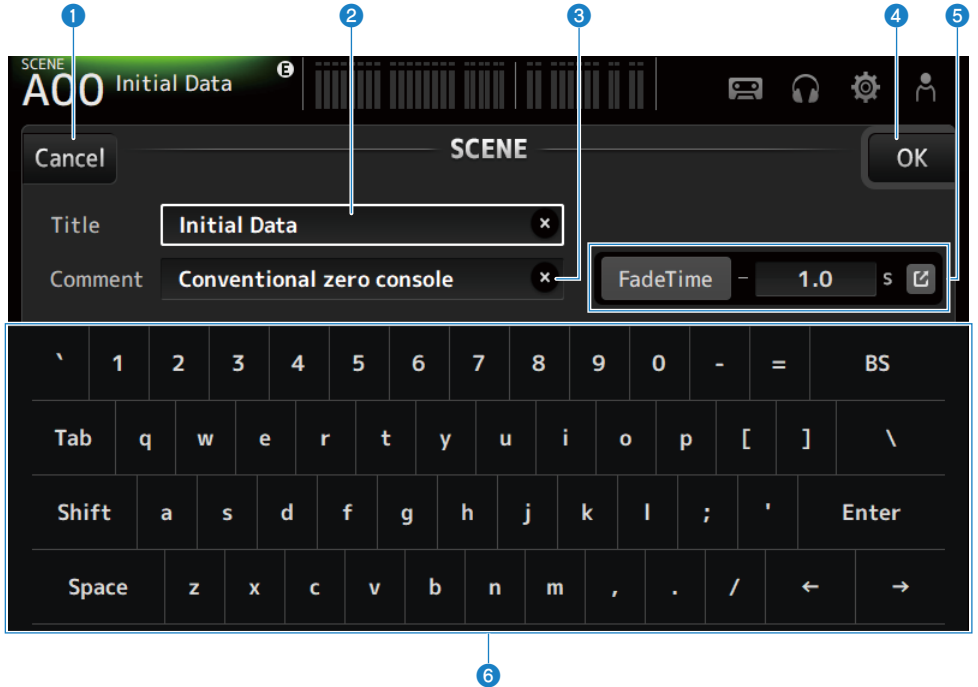 1 2 3 4 5
SCENE
A00 Initial Data E
Cancel SCENE OK
Title Initial Data ×
Comment Conventional zero console × FadeTime – 1.0 s
` 1 2 3 4 5 6 7 8 9 0 - = BS
Tab q w e r t y u i o p [ ] \
Shift a s d f g h j k l ; ' Enter
Space z x c v b n m , . / ← →
6